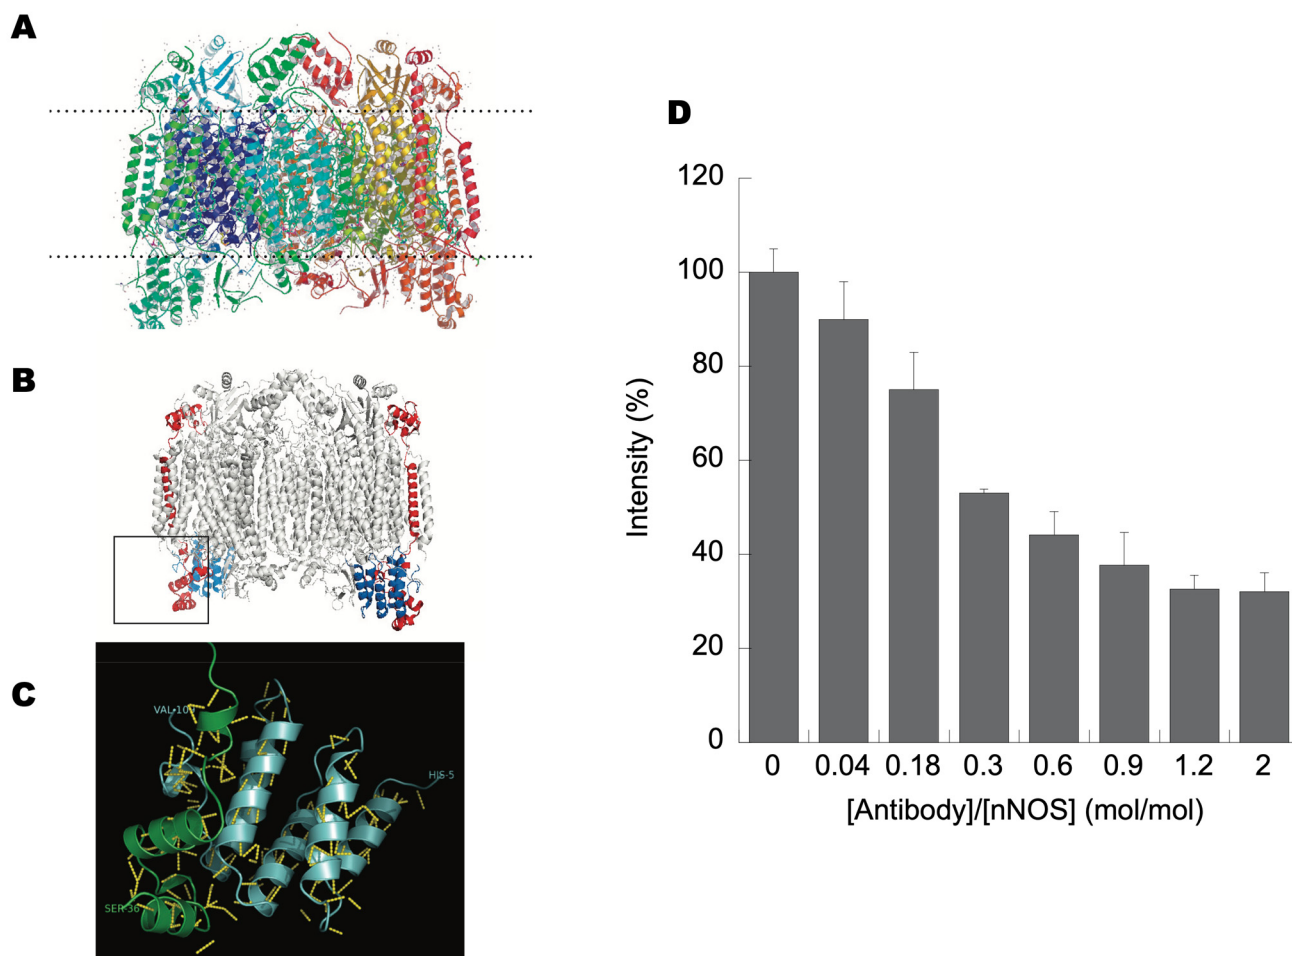 A
B
C
VAL-109
HIS-5
SER-36
D
120
100
80
60
40
20
0
Intensity (%)
0 0.04 0.18 0.3 0.6 0.9 1.2 2
[Antibody]/[nNOS] (mol/mol)